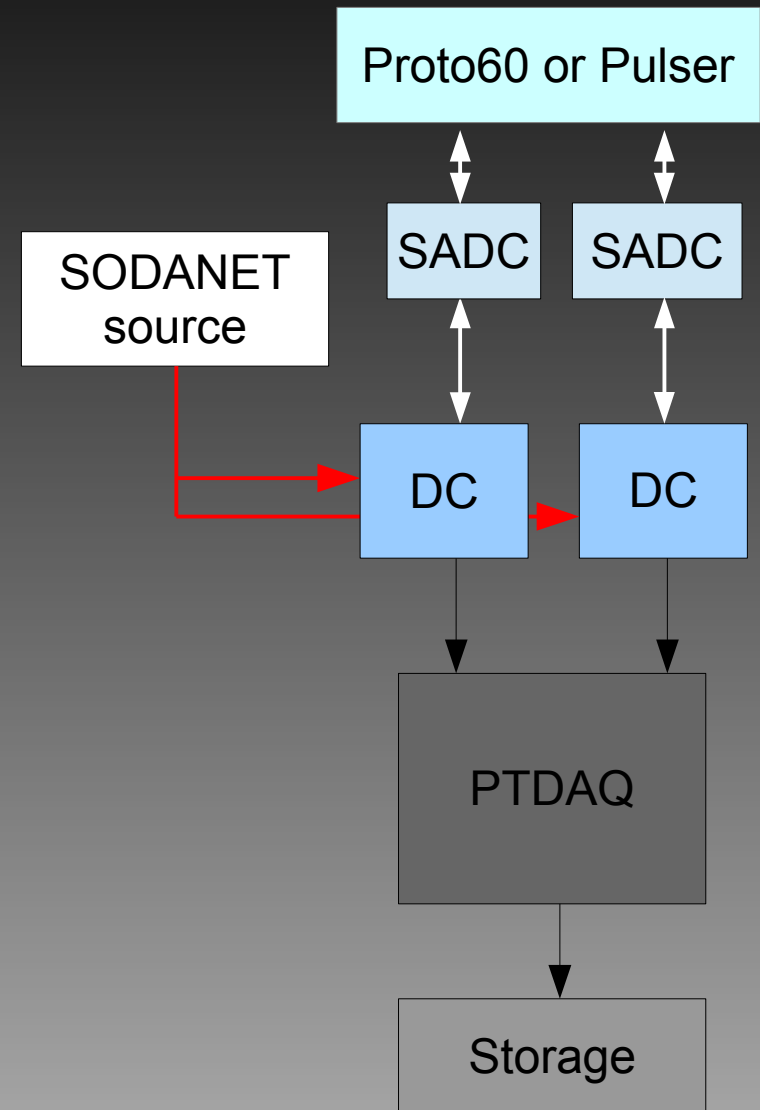 Proto60 or Pulser
SADC
SADC
SODANET
source
DC
DC
PTDAQ
Storage